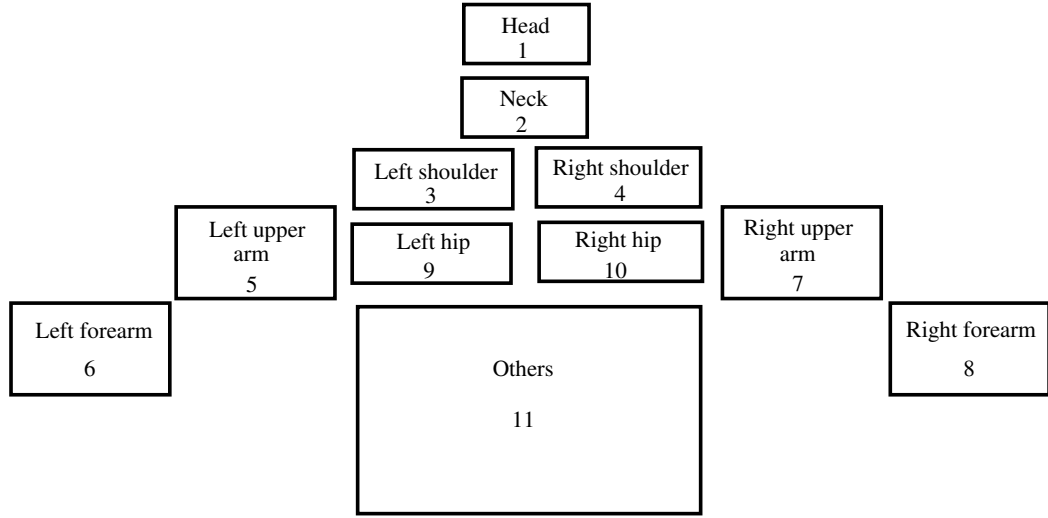 Head
1
Neck
2
Left shoulder
3
Right shoulder
4
Left upper
arm
5
Left hip
9
Right hip
10
Right upper
arm
7
Left forearm
6
Others
11
Right forearm
8